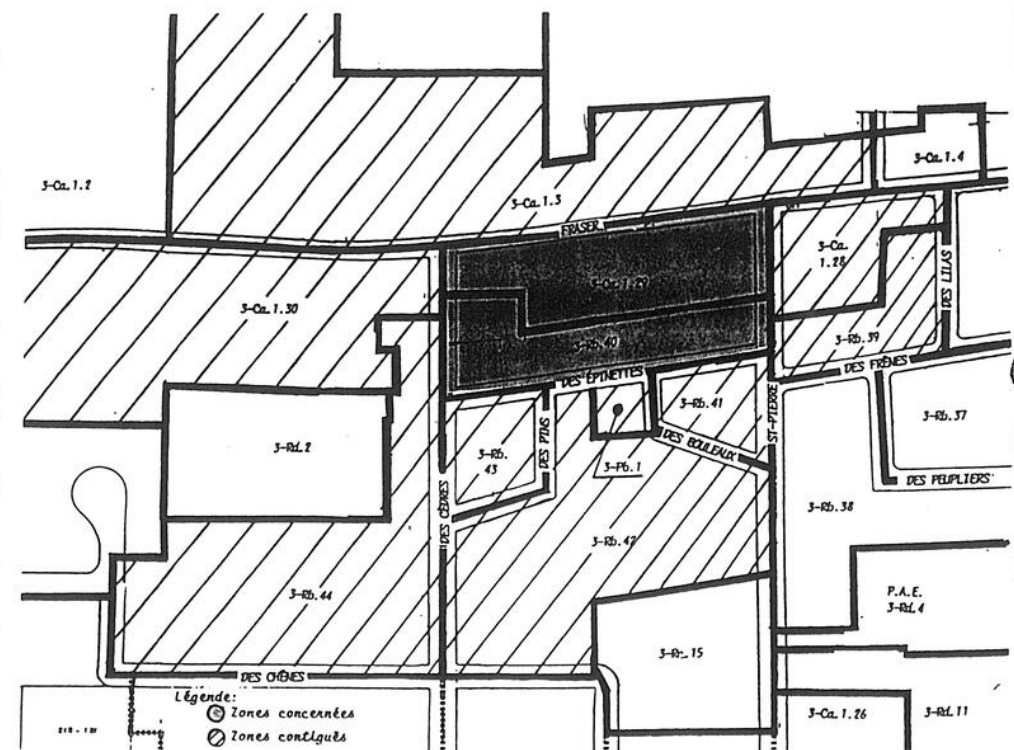 3-Ca.1.2
3-Ca.1.3
3-Ca.1.4
FRASER
3-Ca.
1.28
3-Ca.1.29
3-Ca.1.30
DES LILAS
3-Rb.40
3-Rb.39
DES FRÊNES
DES ÉPINETTES
3-Rb.41
ST-PIERRE
3-Rb.37
3-Rd.2
3-Rb.
43
DES PINS
DES BOULEAUX
3-Pb.1
DES PEUPLIERS
DES CÈDRES
3-Rb.38
3-Rb.42
3-Rb.44
P.A.E.
3-Rd.4
3-Rc.15
DES CHÊNES
Légende:
Zones concernées
Zones contiguës
3-Ca.1.26
3-Rd.11